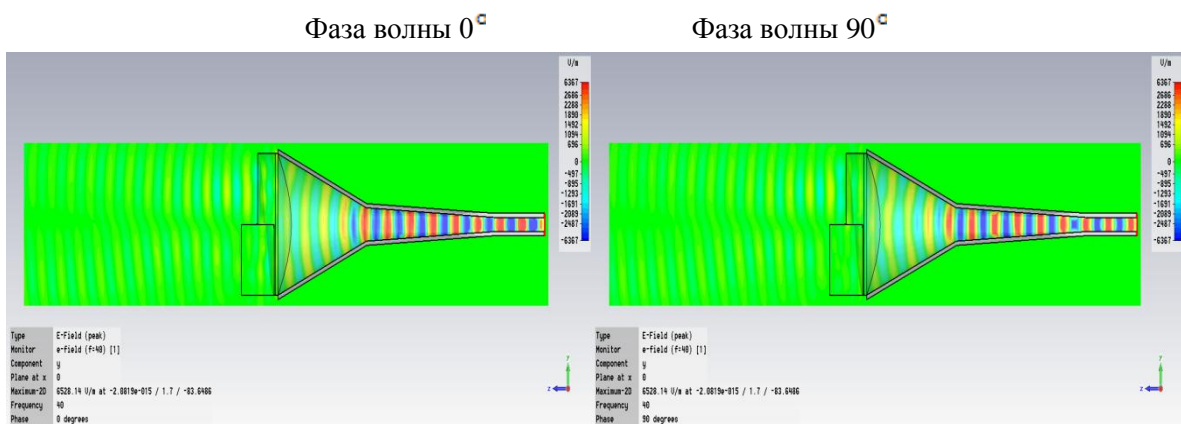 Фаза волны 0° Фаза волны 90°
V/m
6367
2686
2288
1890
1492
1094
696
0
-497
-895
-1293
-1691
-2089
-2487
-6367
Type E-Field (peak)
Monitor e-field (f=40) [1]
Component y
Plane at x 0
Maximum-2D 6528.14 V/m at -2.0819e-015 / 1.7 / -83.6486
Frequency 40
Phase 0 degrees
y
z
V/m
6367
2686
2288
1890
1492
1094
696
0
-497
-895
-1293
-1691
-2089
-2487
-6367
Type E-Field (peak)
Monitor e-field (f=40) [1]
Component y
Plane at x 0
Maximum-2D 6528.14 V/m at -2.0819e-015 / 1.7 / -83.6486
Frequency 40
Phase 90 degrees
y
z